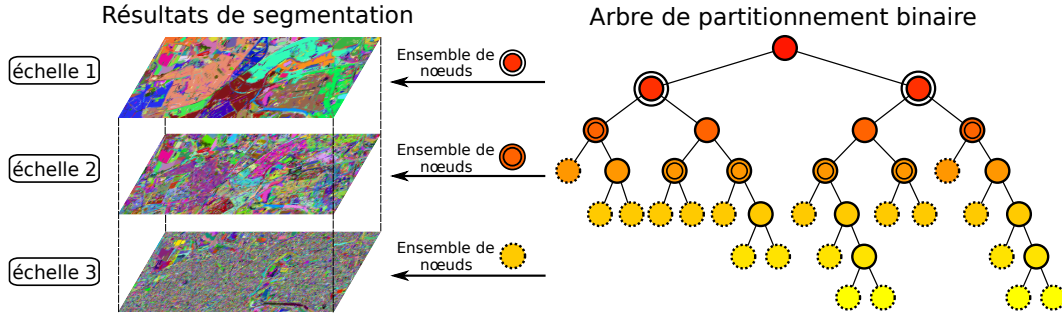 Résultats de segmentation
Arbre de partitionnement binaire
échelle 1
Ensemble de
nœuds
échelle 2
Ensemble de
nœuds
échelle 3
Ensemble de
nœuds